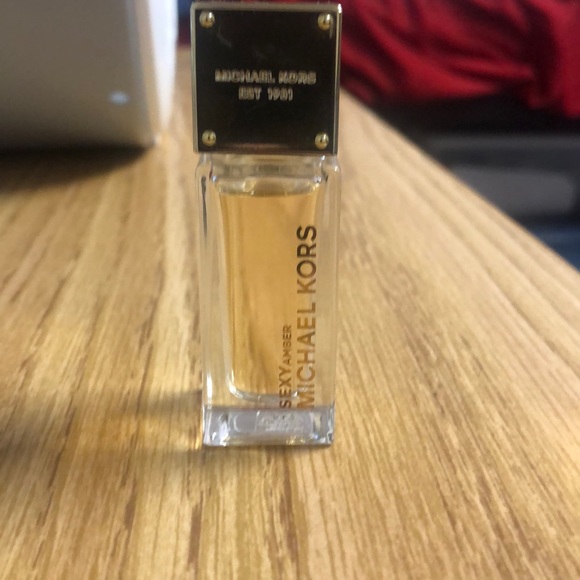 MICHAEL KORS
EST 1981
SEXY AMBER
MICHAEL KORS